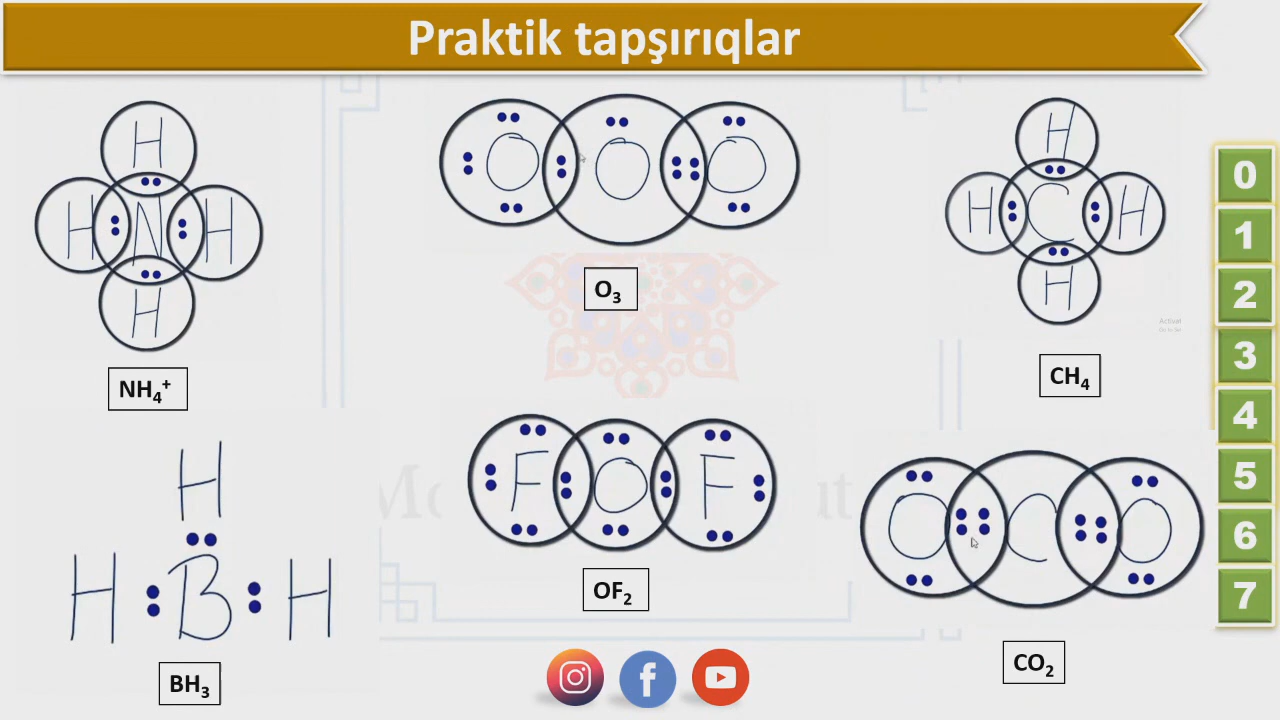 Praktik tapşırıqlar
H
H N H
H
NH₄⁺
O O O
O₃
H
H C H
H
CH₄
H
H B H
BH₃
F O F
OF₂
O C O
CO₂
0
1
2
3
4
5
6
7